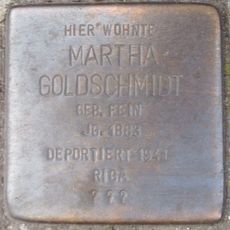 HIER WOHNTE
MARTHA
GOLDSCHMIDT
GEB. FEIN
JG. 1883
DEPORTIERT 1941
RIGA
? ? ?